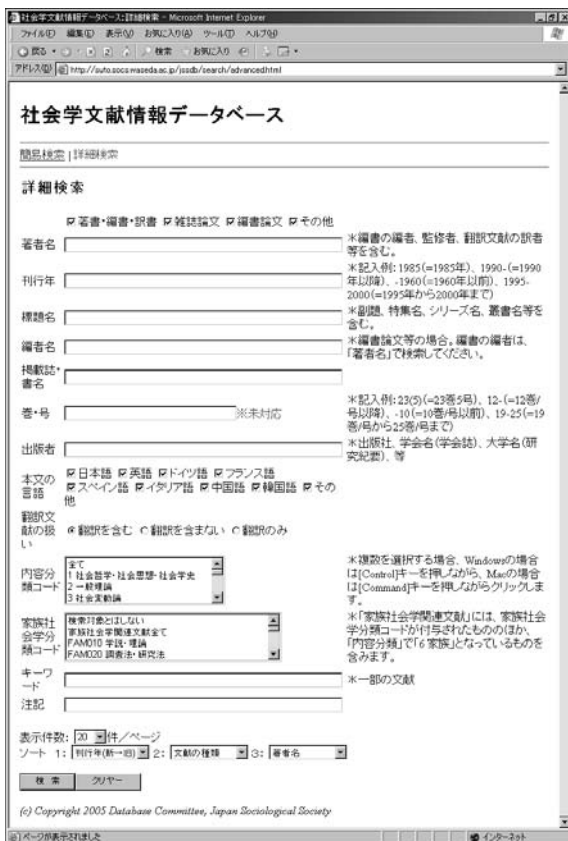 社会学文献情報データベース:詳細検索 - Microsoft Internet Explorer
ファイル(F) 編集(E) 表示(V) お気に入り(A) ツール(T) ヘルプ(H)
戻る 検索 お気に入り
アドレス(D) http://suto.socs.waseda.ac.jp/jssdb/search/advanced.html
社会学文献情報データベース
簡易検索 | 詳細検索
詳細検索
著書・編書・訳書 雑誌論文 編書論文 その他
著者名
＊編書の編者、監修者、翻訳文献の訳者
等を含む。
刊行年
＊記入例: 1985(=1985年)、1990-(=1990
年以降)、-1960(=1960年以前)、1995-
2000(=1995年から2000年まで)
標題名
＊副題、特集名、シリーズ名、叢書名等を
含む。
編者名
＊編書論文等の場合。編書の編者は、
「著者名」で検索してください。
掲載誌・
書名
巻・号
※未対応
＊記入例: 23(5)(=23巻5号)、12-(=12巻/
号以降)、-10(=10巻/号以前)、19-25(=19
巻/号から25巻/号まで)
出版者
＊出版社、学会名(学会誌)、大学名(研
究紀要)、等
本文の
言語
日本語 英語 ドイツ語 フランス語
スペイン語 イタリア語 中国語 韓国語 その
他
翻訳文
献の扱
い
翻訳を含む 翻訳を含まない 翻訳のみ
内容分
類コード
全て
1 社会哲学・社会思想・社会学史
2 一般理論
3 社会変動論
＊複数を選択する場合、Windowsの場合
は[Control]キーを押しながら、Macの場合
は[Command]キーを押しながらクリックしま
す。
家族社
会学分
類コード
検索対象とはしない
家族社会学関連文献全て
FAM010 学説・理論
FAM020 調査法・研究法
＊「家族社会学関連文献」には、家族社会
学分類コードが付与されたもののほか、
「内容分類」で「6 家族」となっているものを
含みます。
キーワ
ード
＊一部の文献
注記
表示件数: 20 件/ページ
ソート 1: 刊行年(新→旧) 2: 文献の種類 3: 著者名
検 索 クリヤー
(c) Copyright 2005 Database Committee, Japan Sociological Society
ページが表示されました インターネット